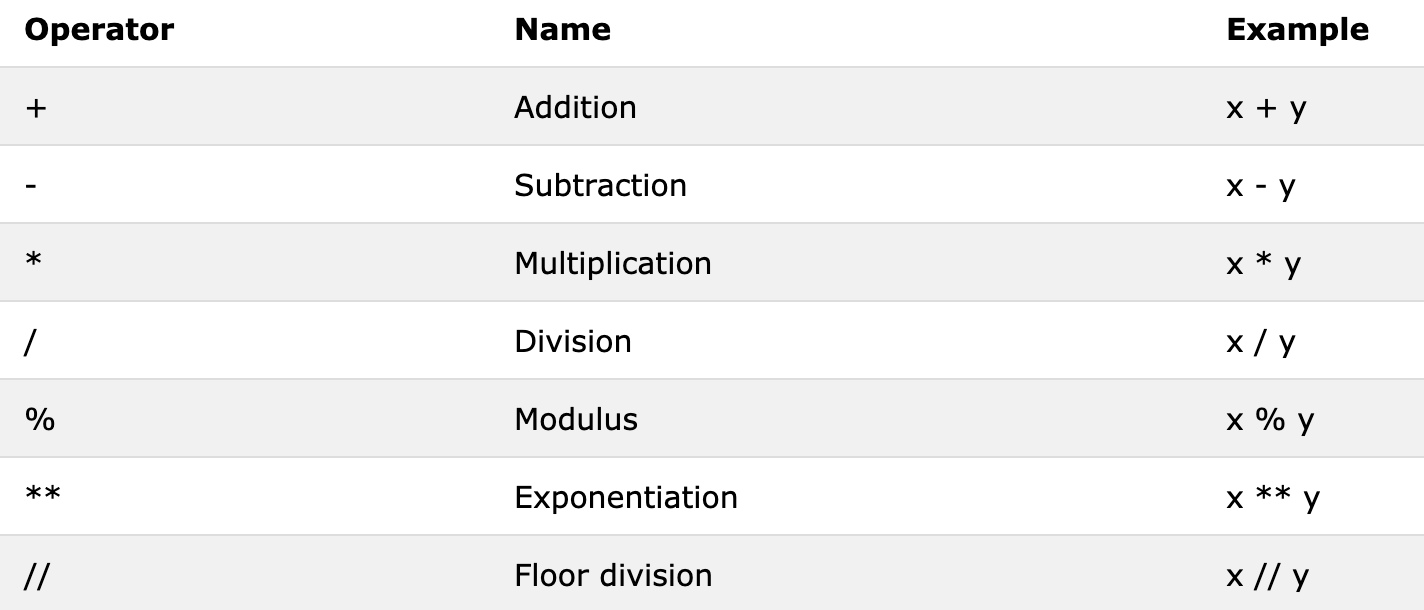 Operator Name Example
+ Addition x + y
- Subtraction x - y
* Multiplication x * y
/ Division x / y
% Modulus x % y
** Exponentiation x ** y
// Floor division x // y